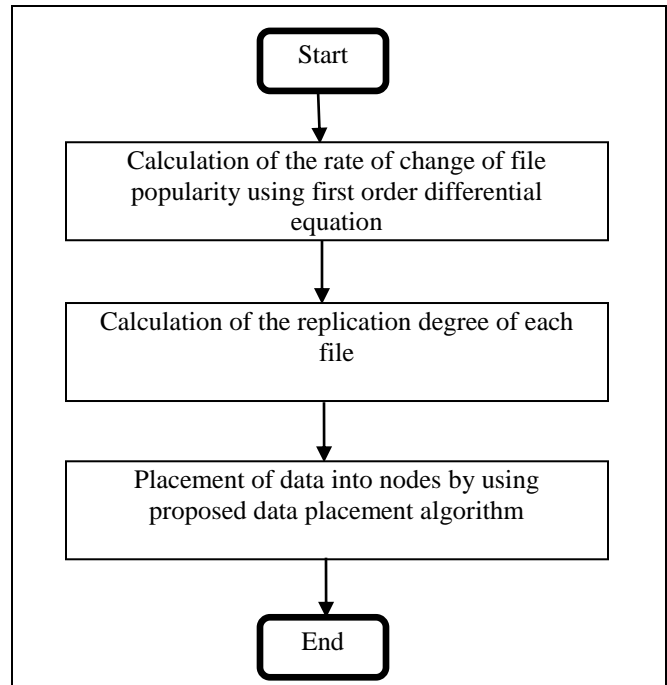 Start
Calculation of the rate of change of file
popularity using first order differential
equation
Calculation of the replication degree of each
file
Placement of data into nodes by using
proposed data placement algorithm
End